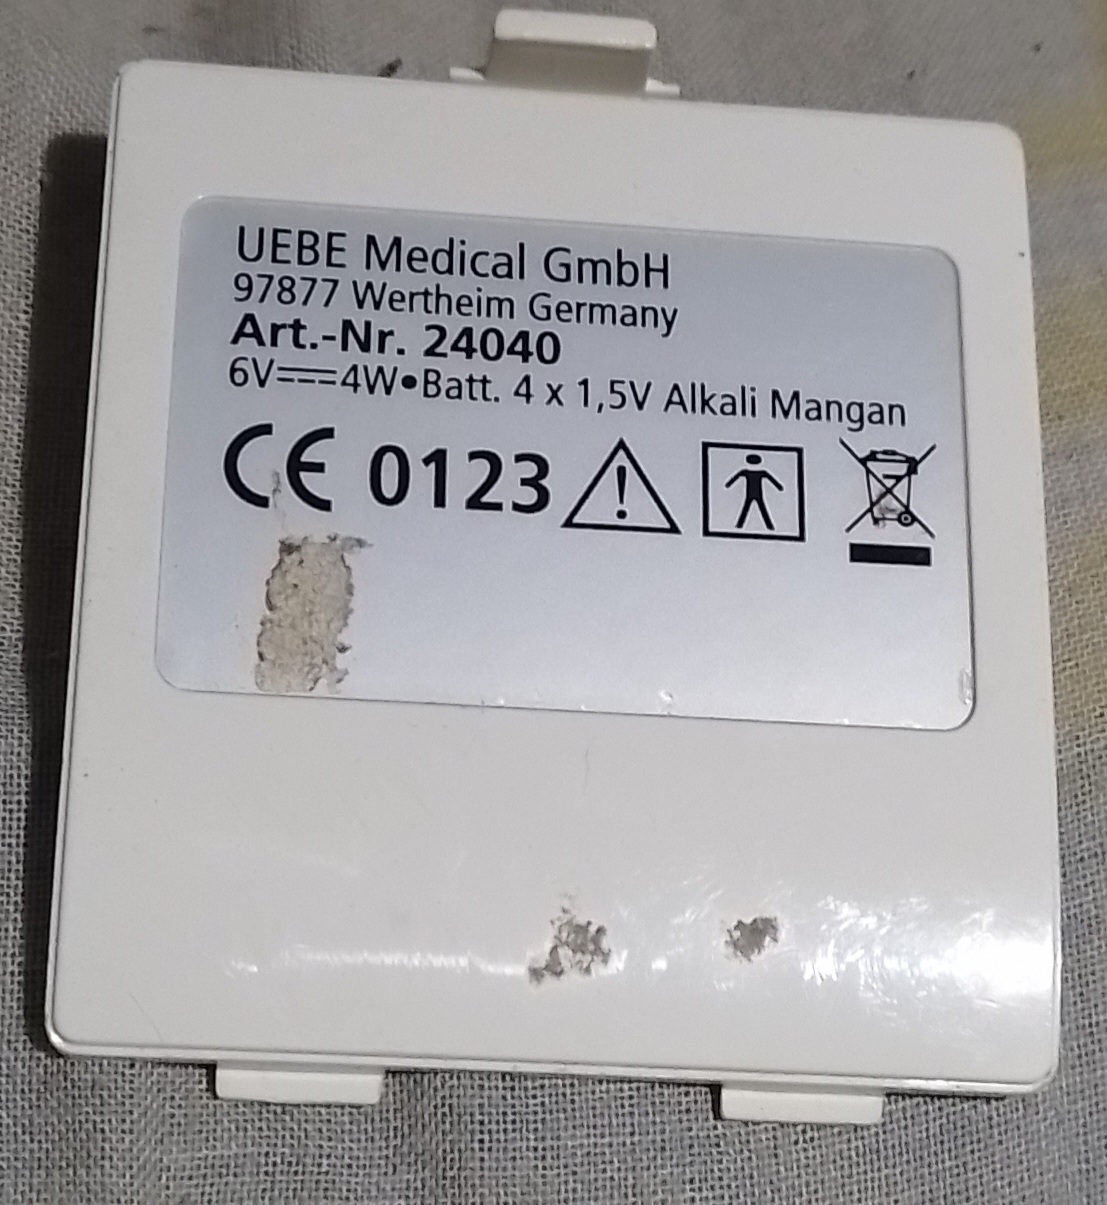 UEBE Medical GmbH
97877 Wertheim Germany
Art.-Nr. 24040
6V⎓4W•Batt. 4 x 1,5V Alkali Mangan
CE 0123